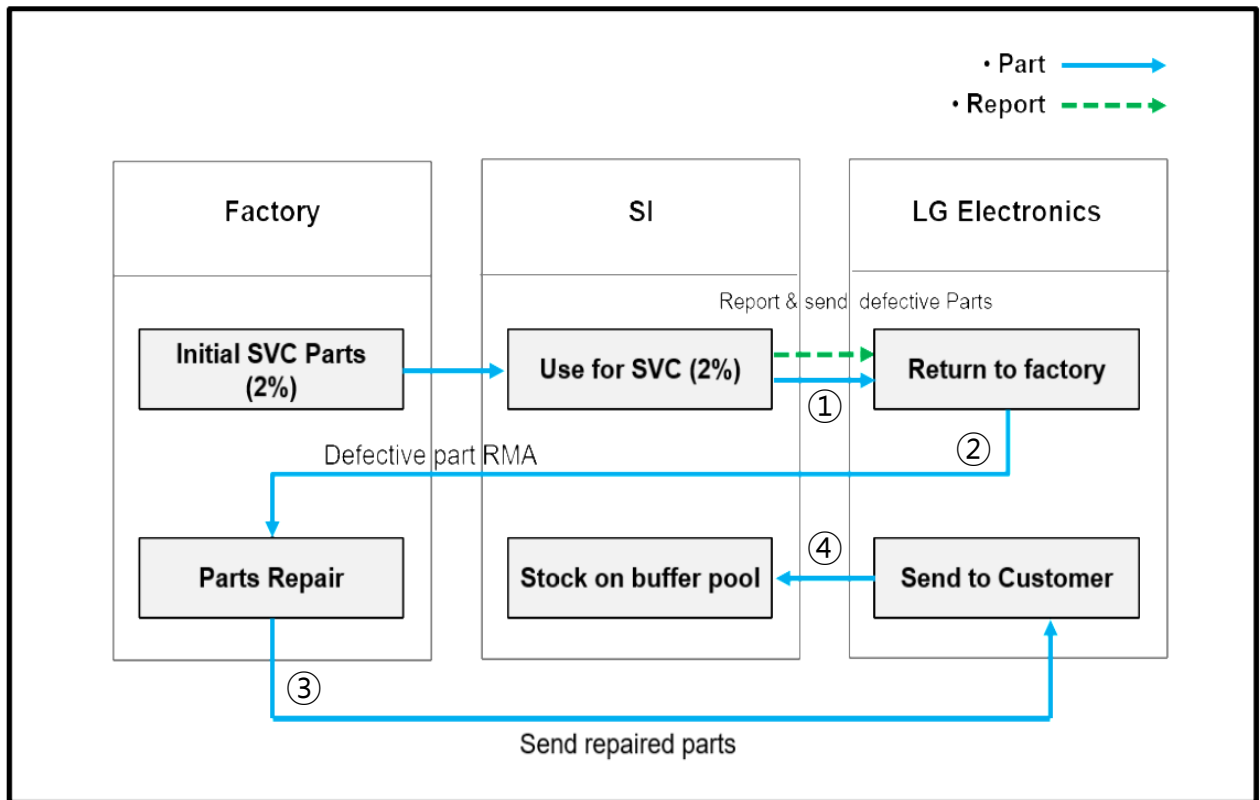 • Part
• Report
Factory
SI
LG Electronics
Report & send defective Parts
Initial SVC Parts
(2%)
Use for SVC (2%)
Return to factory
①
②
Defective part RMA
④
Parts Repair
Stock on buffer pool
Send to Customer
③
Send repaired parts